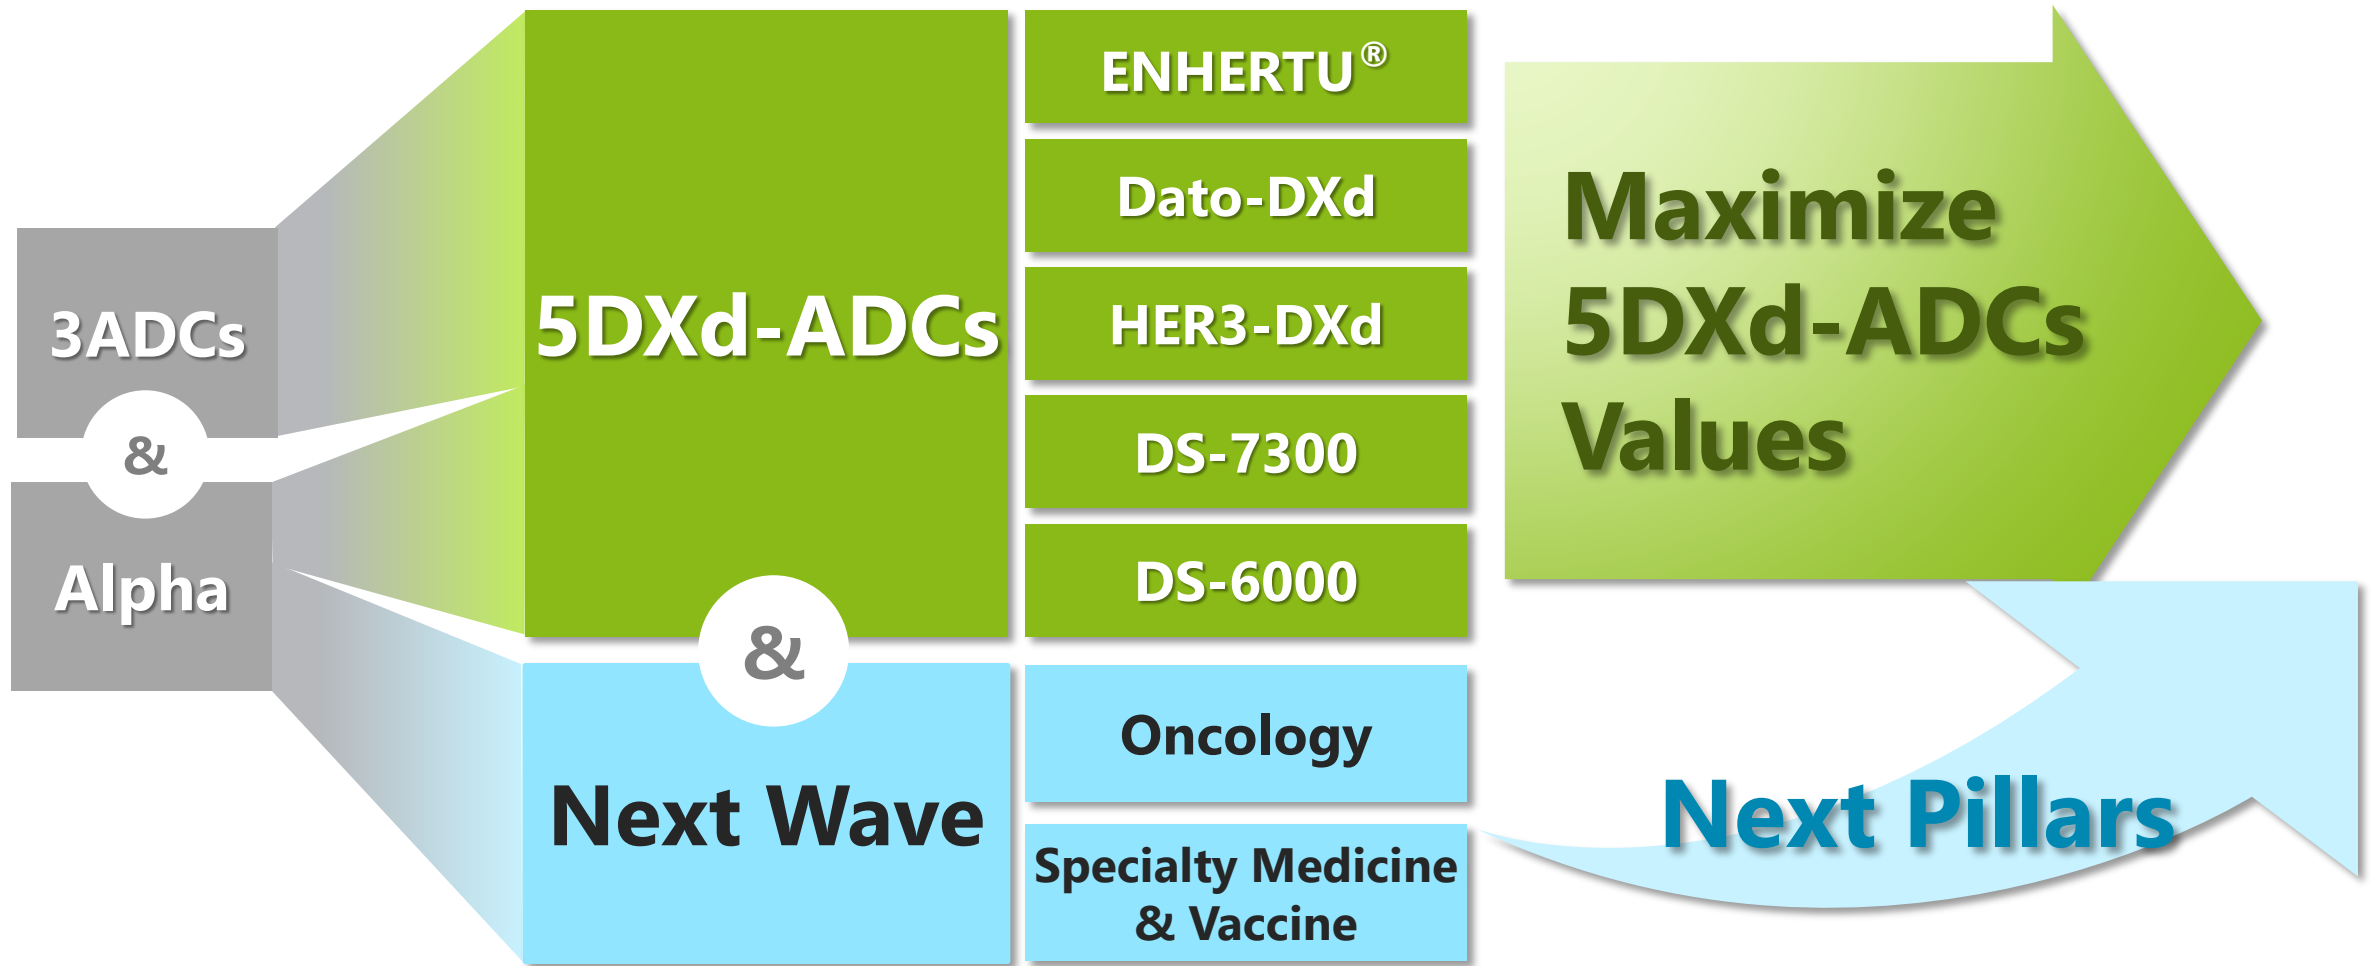 3ADCs
&
Alpha
5DXd-ADCs
&
Next Wave
ENHERTU®
Dato-DXd
HER3-DXd
DS-7300
DS-6000
Oncology
Specialty Medicine
& Vaccine
Maximize
5DXd-ADCs
Values
Next Pillars